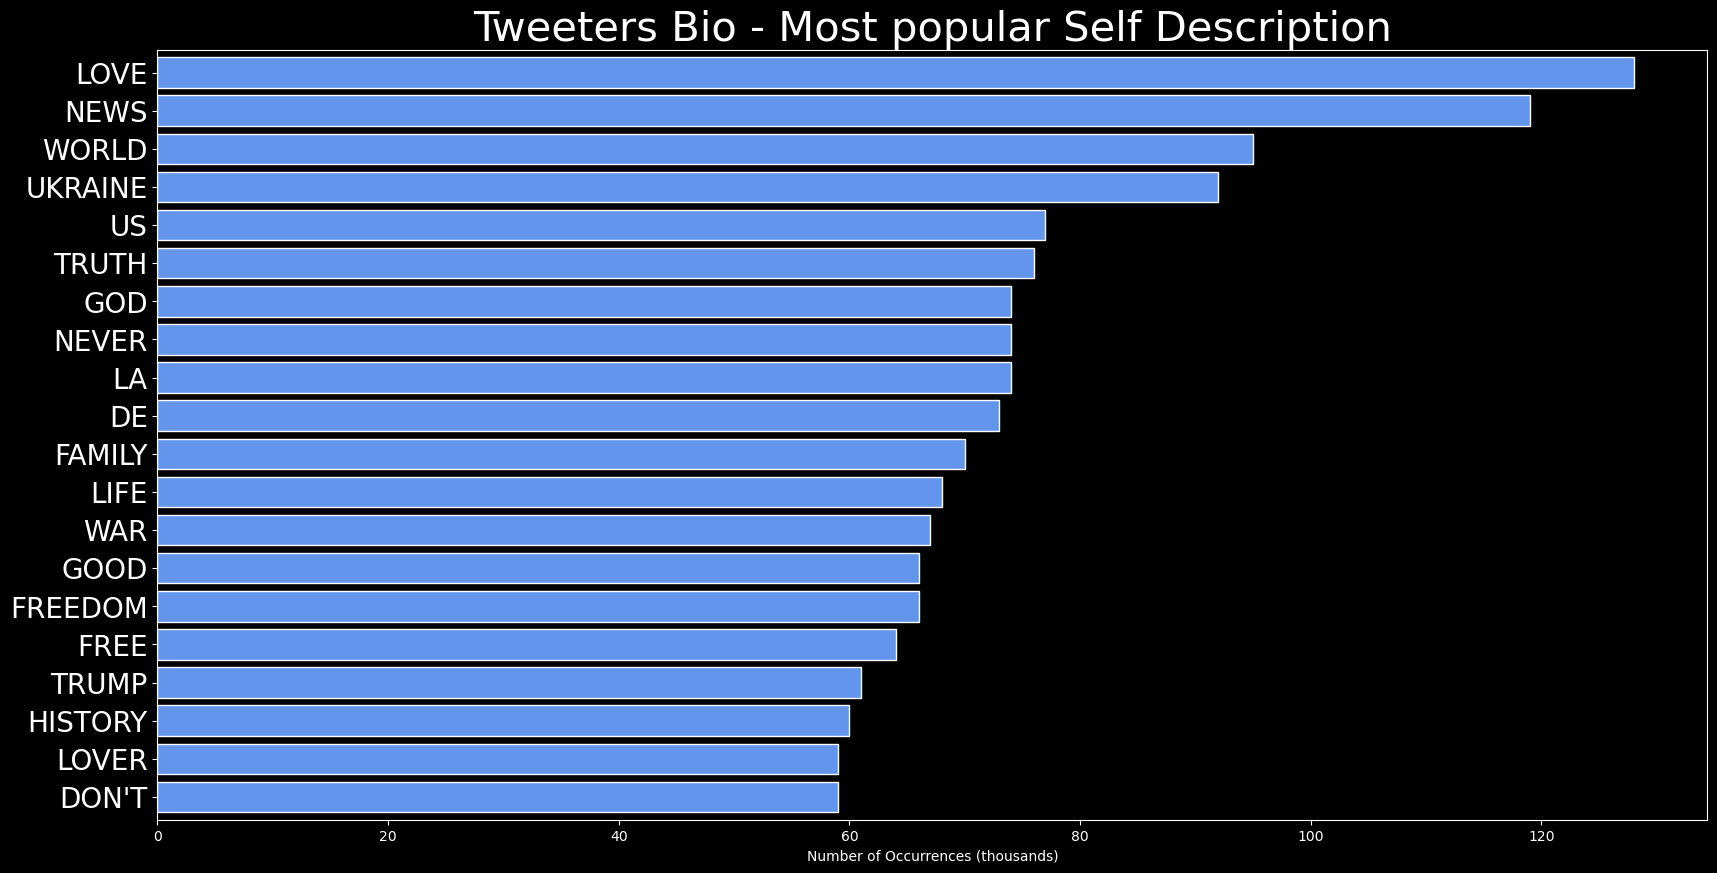 Tweeters Bio - Most popular Self Description
LOVE
NEWS
WORLD
UKRAINE
US
TRUTH
GOD
NEVER
LA
DE
FAMILY
LIFE
WAR
GOOD
FREEDOM
FREE
TRUMP
HISTORY
LOVER
DON'T
0 20 40 60 80 100 120
Number of Occurrences (thousands)